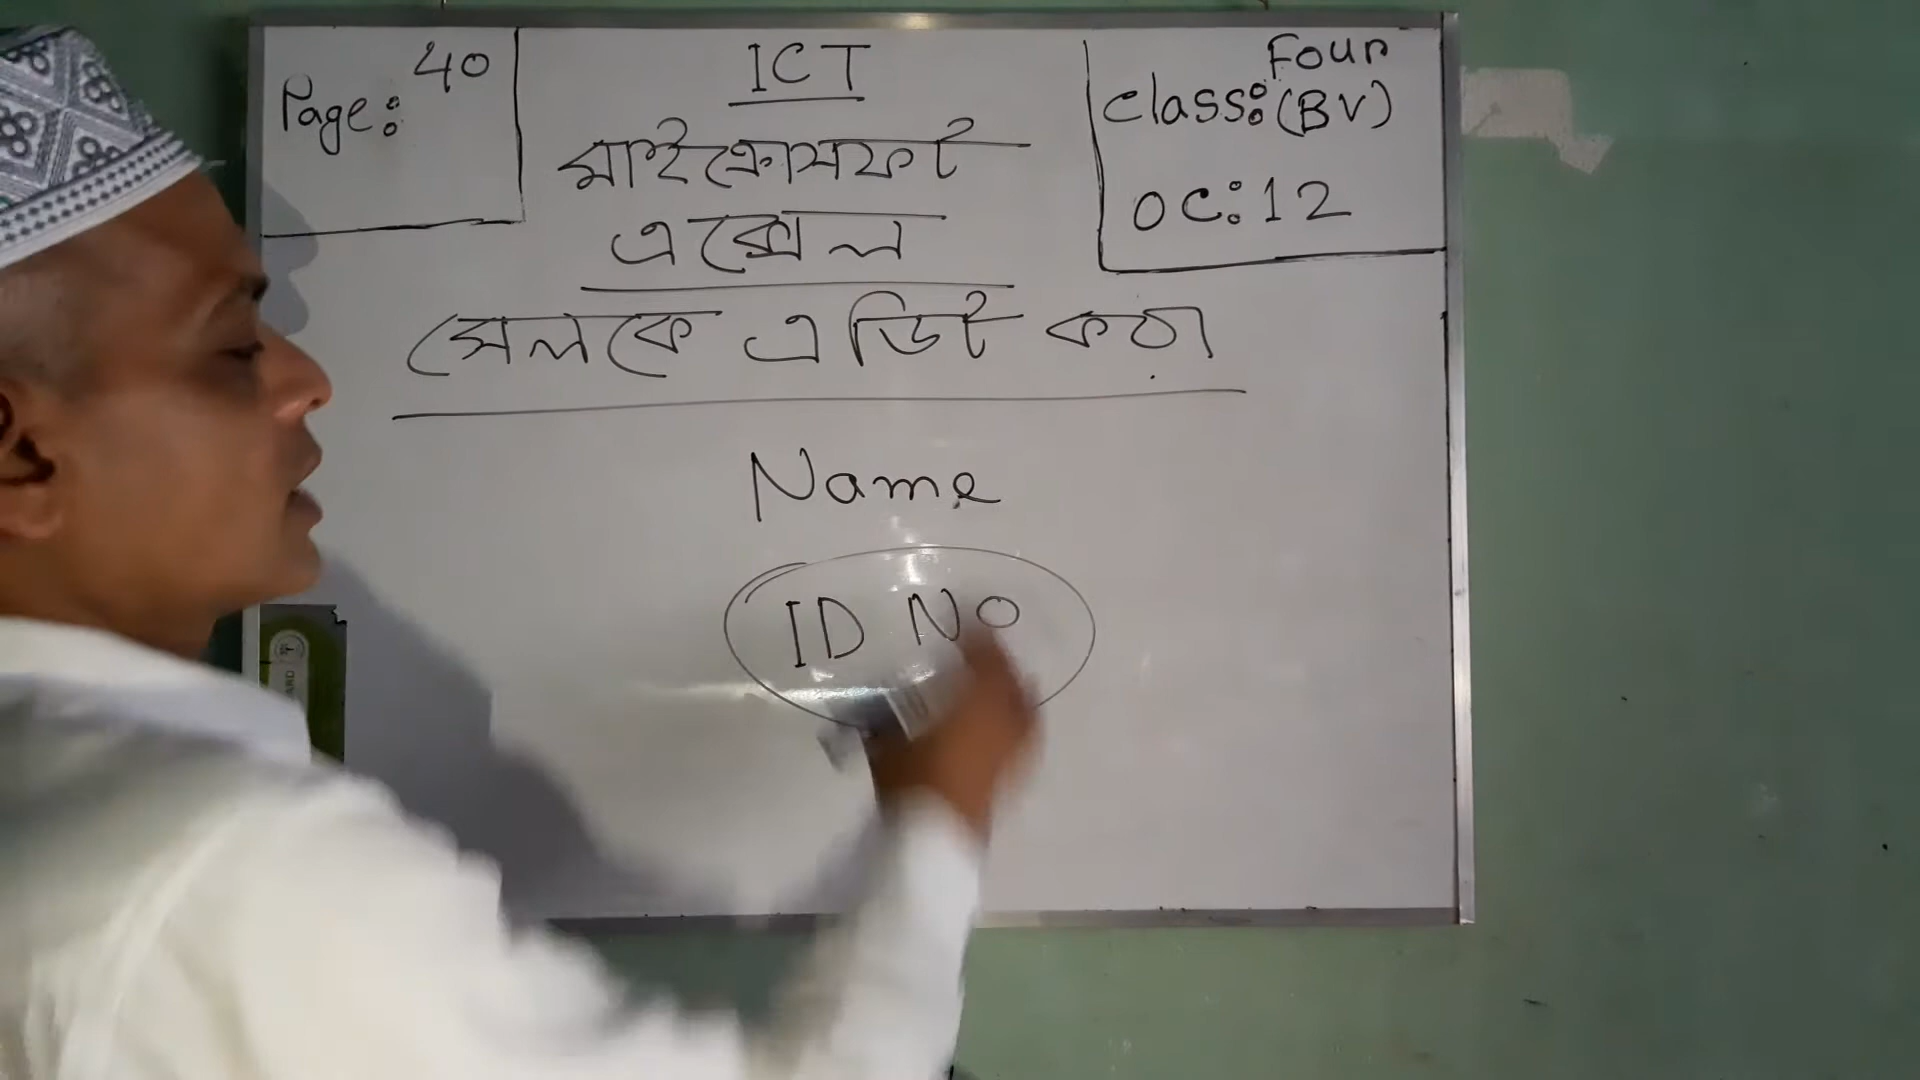 Page: 40
ICT
মাইক্রোসফট
এক্সেল
Four
Class: (BV)
OC: 12
সেলকে এডিট করা
Name
ID NO